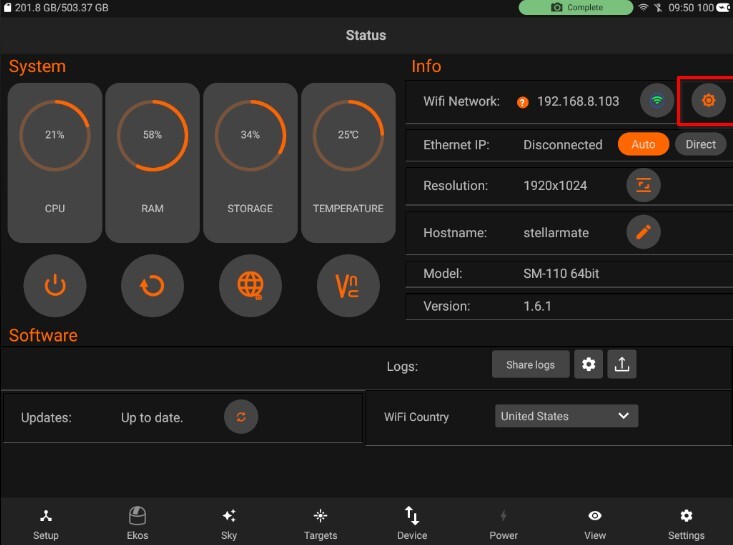 201.8 GB/503.37 GB
Complete
09:50 100
Status
System
21%
58%
34%
25℃
CPU
RAM
STORAGE
TEMPERATURE
Vnc
Info
Wifi Network: ? 192.168.8.103
Ethernet IP: Disconnected Auto Direct
Resolution: 1920x1024
Hostname: stellarmate
Model: SM-110 64bit
Version: 1.6.1
Software
Logs: Share logs
Updates: Up to date.
WiFi Country United States
Setup
Ekos
Sky
Targets
Device
Power
View
Settings